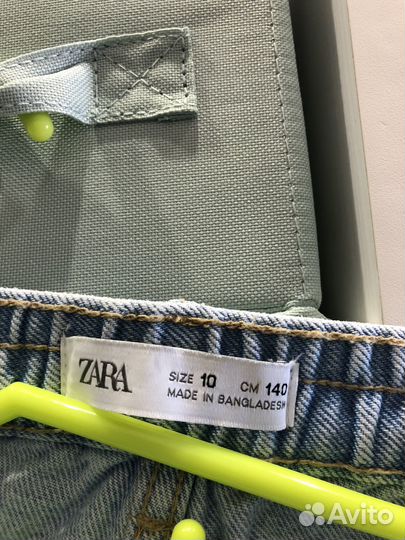 ZARA
SIZE 10 CM 140
MADE IN BANGLADESH
Avito